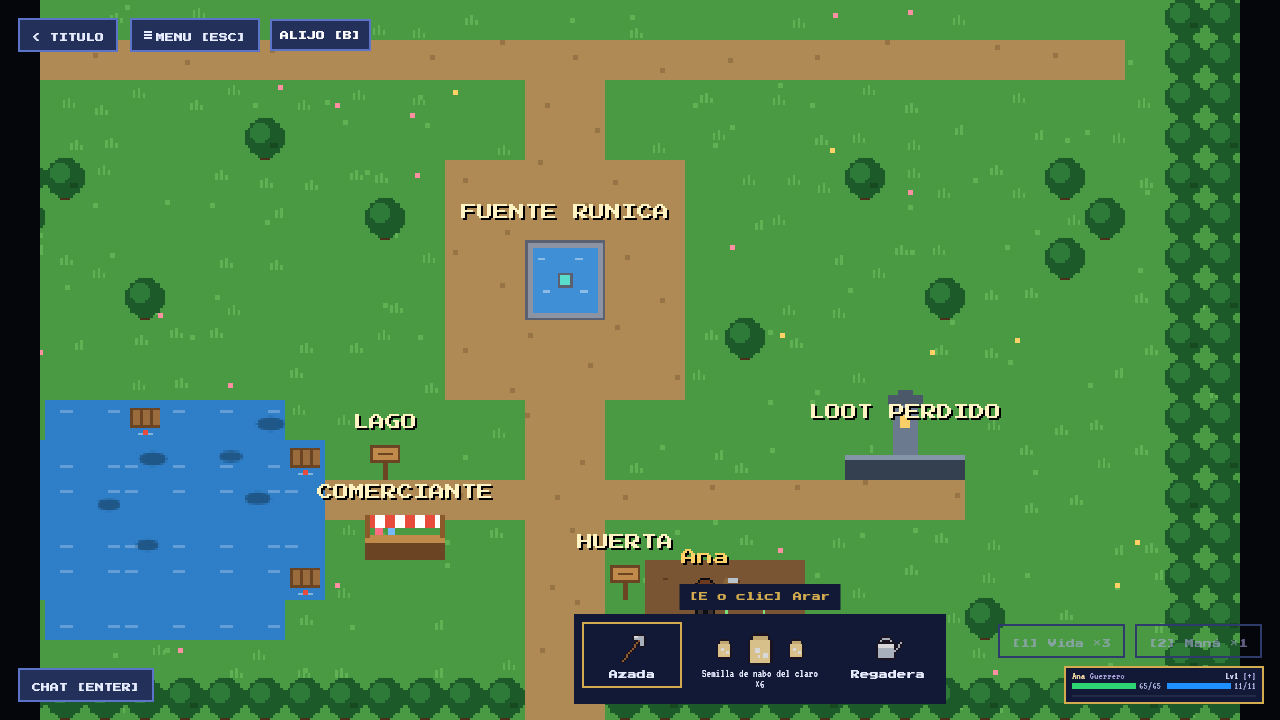 < TITULO
≡MENU [ESC]
ALIJO [B]
FUENTE RUNICA
LAGO
LOOT PERDIDO
COMERCIANTE
HUERTA
Ana
[E o clic] Arar
Azada
Semilla de nabo del claro
X6
Regadera
[1] Vida ×3
[2] Maná ×1
CHAT [ENTER]
Ana Guerrero
Lv1 [+]
65/65
11/11